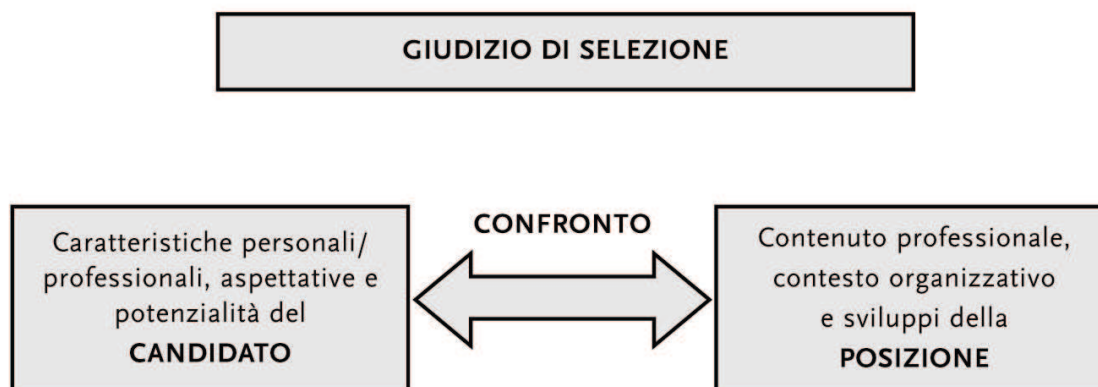 GIUDIZIO DI SELEZIONE
Caratteristiche personali/
professionali, aspettative e
potenzialità del
CANDIDATO
CONFRONTO
Contenuto professionale,
contesto organizzativo
e sviluppi della
POSIZIONE